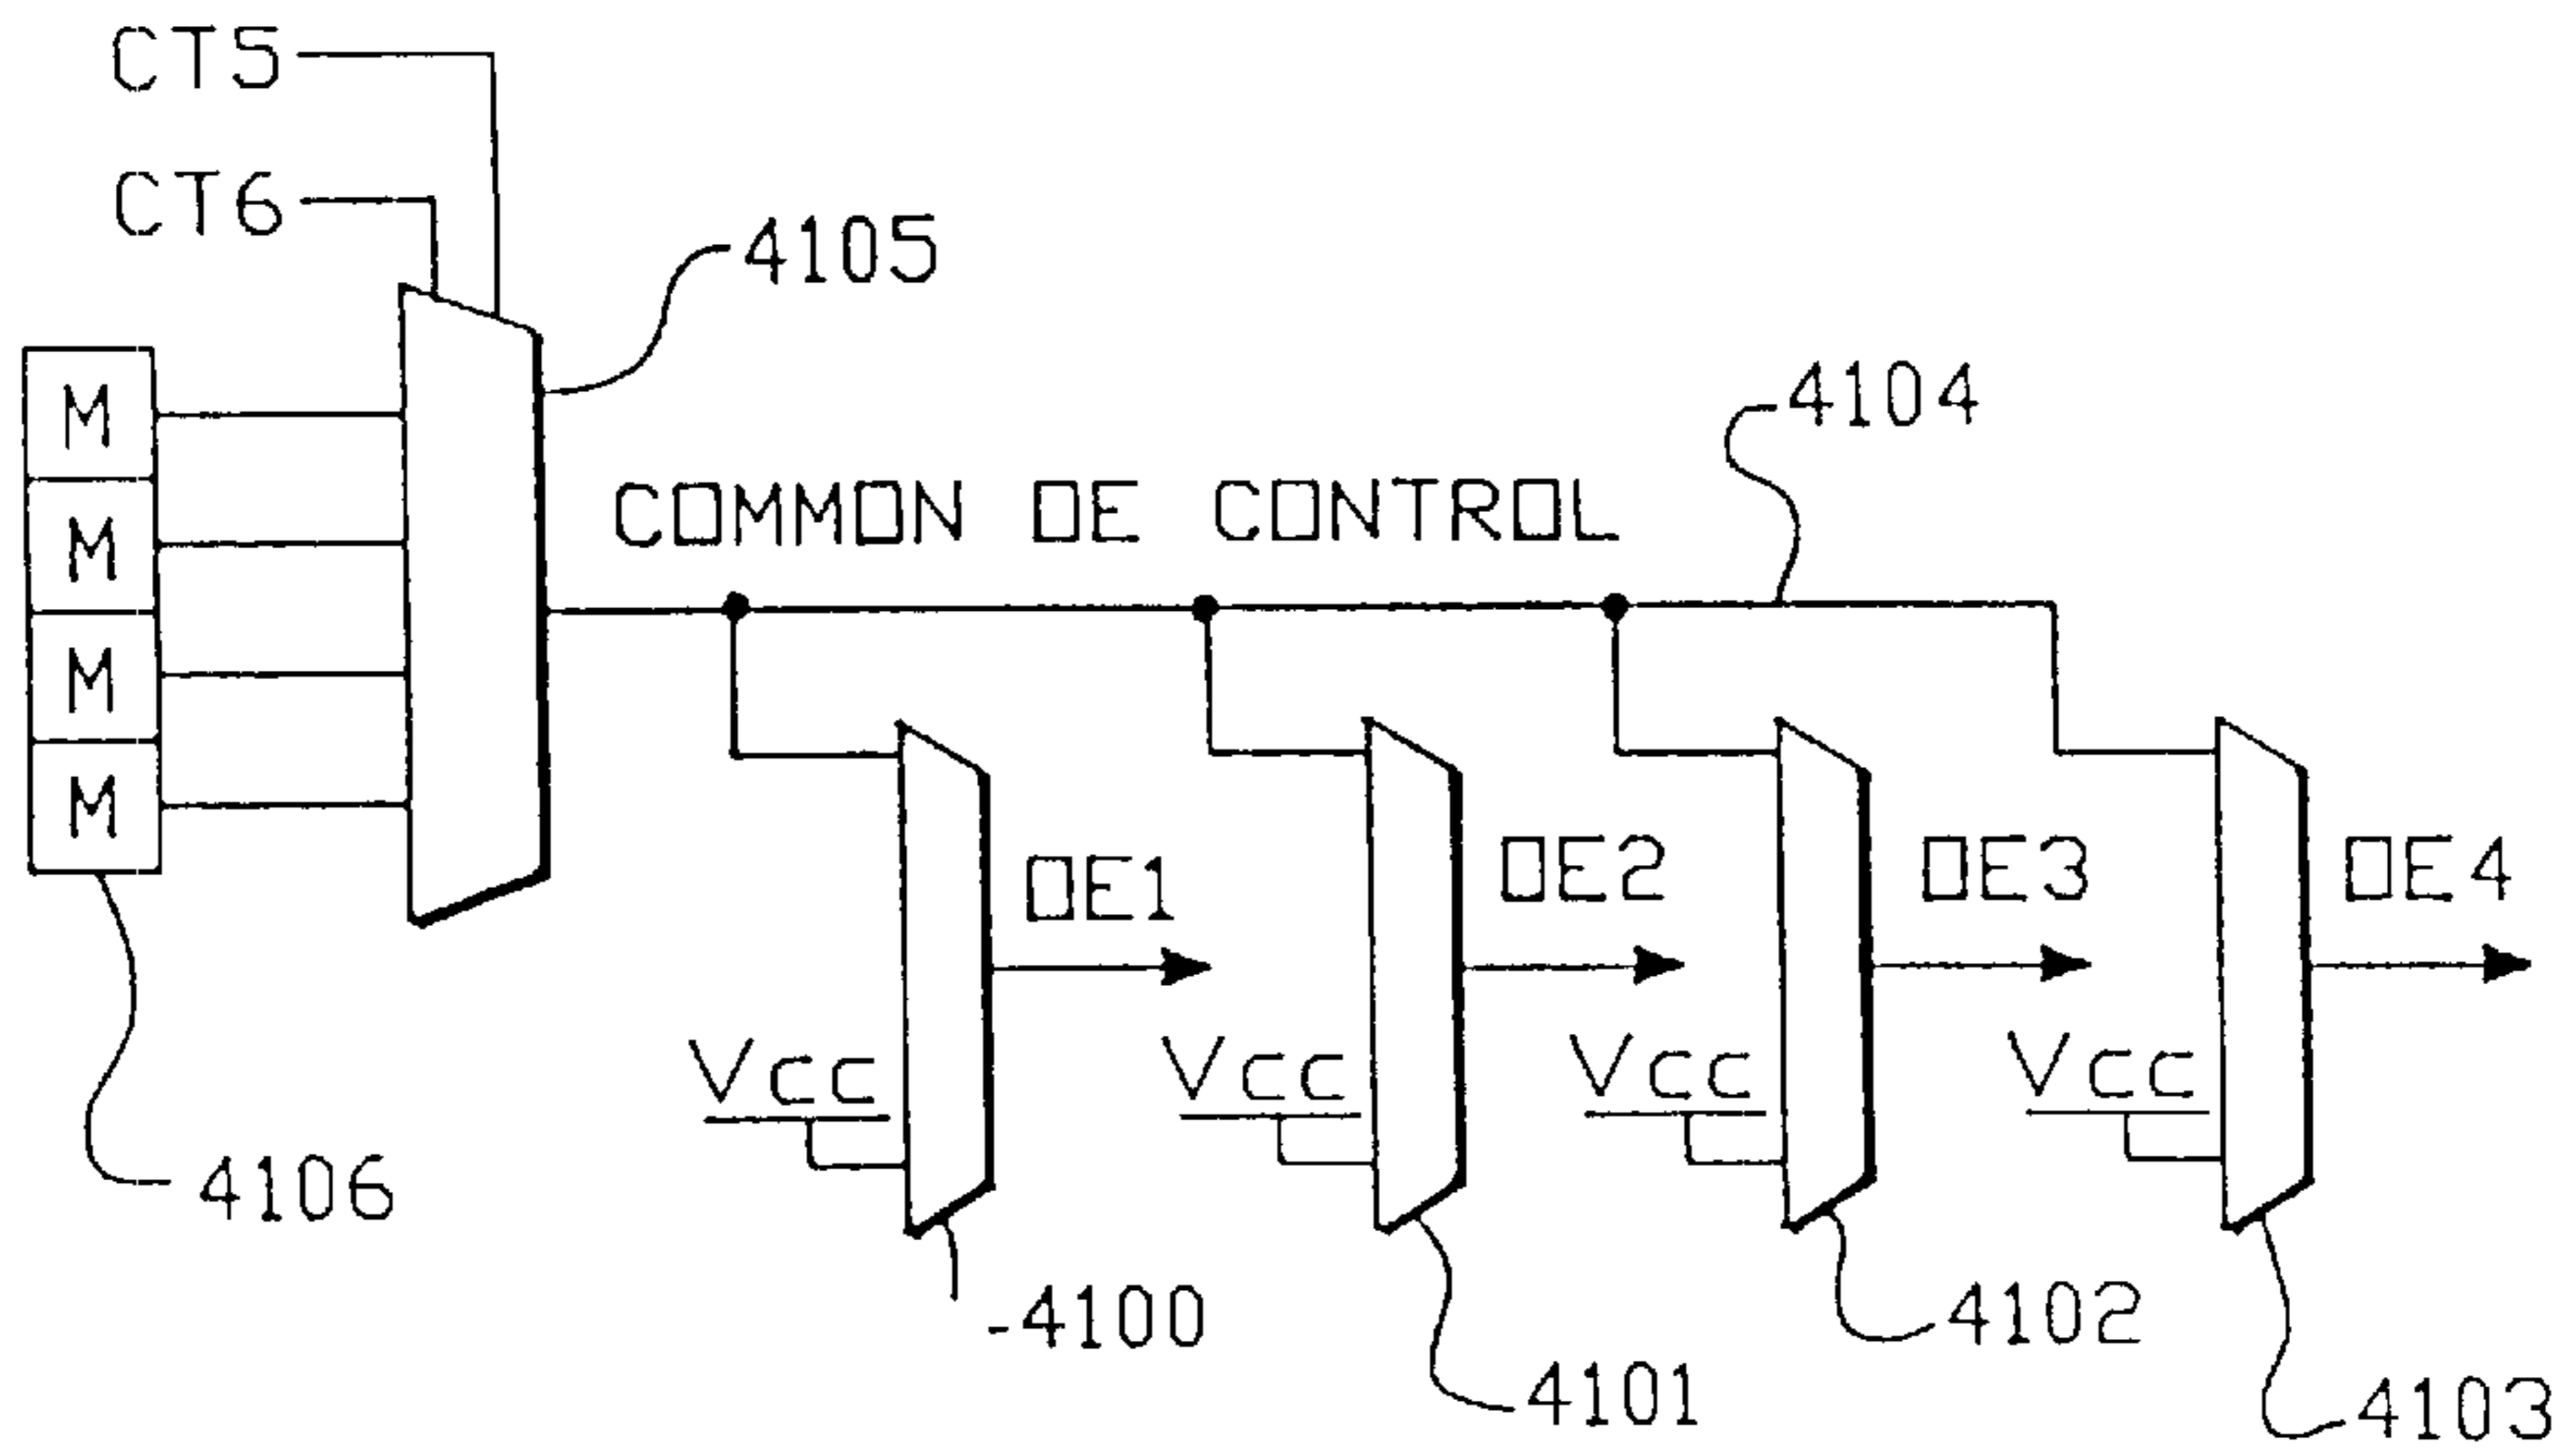 CT5
CT6
4105
4104
M
M
M
M
COMMON OE CONTROL
OE1
OE2
OE3
OE4
Vcc
Vcc
Vcc
Vcc
4106
4100
4101
4102
4103